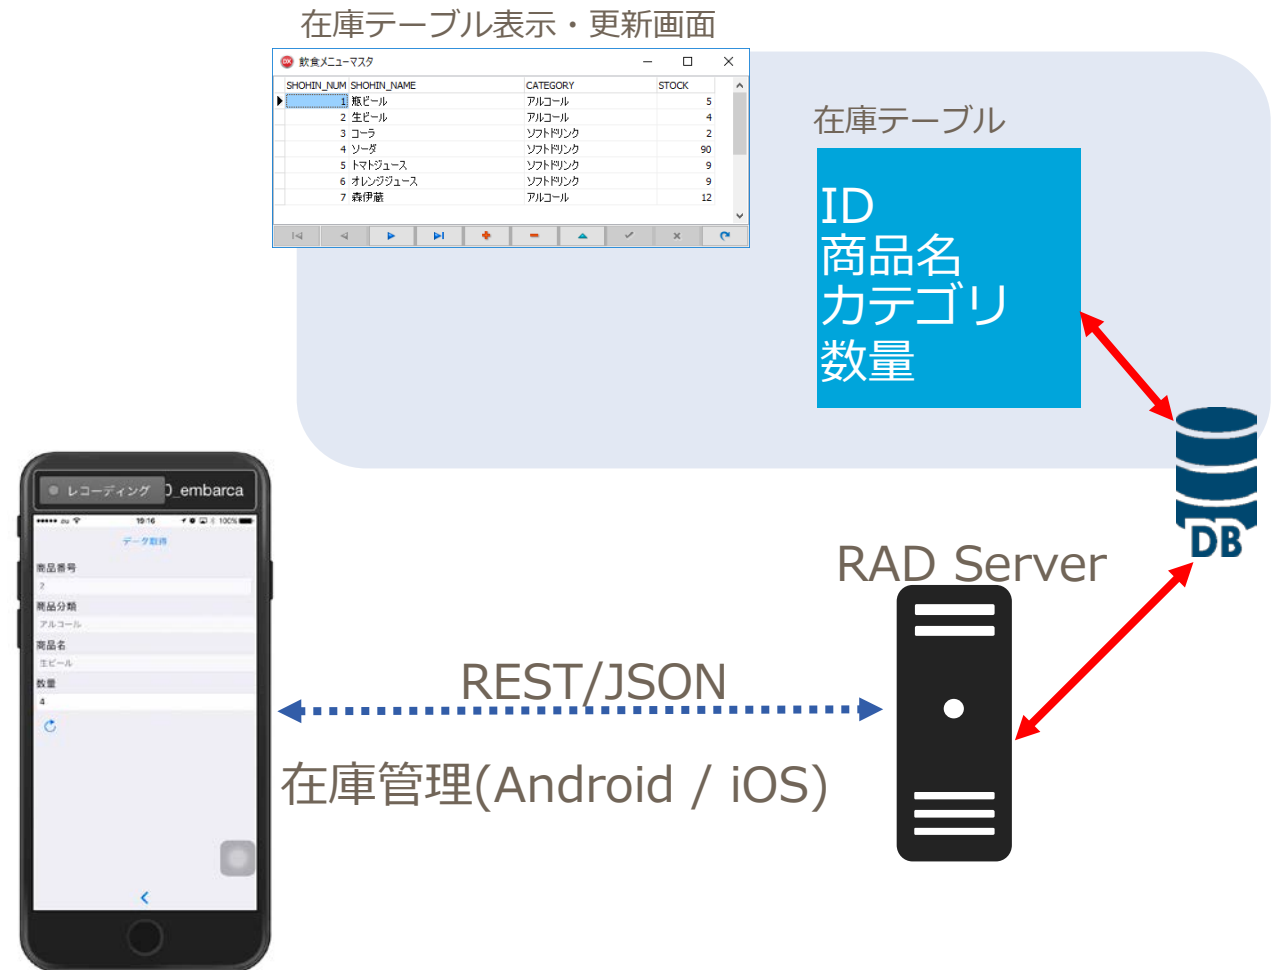 在庫テーブル表示・更新画面
飲食メニューマスタ
SHOHIN_NUM SHOHIN_NAME CATEGORY STOCK
1 瓶ビール アルコール 5
2 生ビール アルコール 4
3 コーラ ソフトドリンク 2
4 ソーダ ソフトドリンク 90
5 トマトジュース ソフトドリンク 9
6 オレンジジュース ソフトドリンク 9
7 森伊蔵 アルコール 12
在庫テーブル
ID
商品名
カテゴリ
数量
DB
RAD Server
REST/JSON
在庫管理(Android / iOS)
レコーディング D_embarca
au 19:16 100%
データ取得
商品番号
2
商品分類
アルコール
商品名
生ビール
数量
4